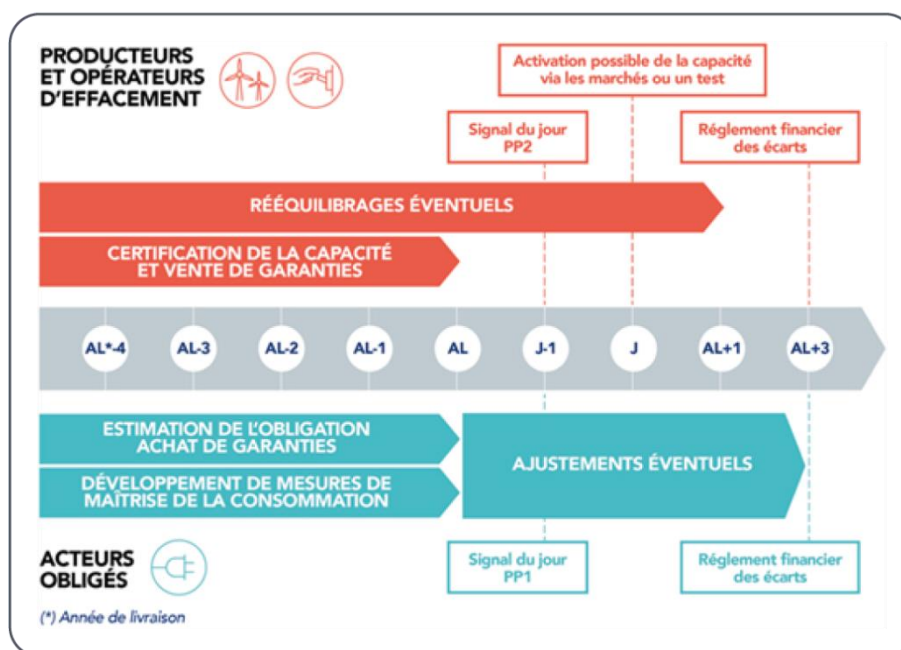 PRODUCTEURS
ET OPÉRATEURS
D'EFFACEMENT
Activation possible de la capacité
via les marchés ou un test
Signal du jour
PP2
Réglement financier
des écarts
RÉÉQUILIBRAGES ÉVENTUELS
CERTIFICATION DE LA CAPACITÉ
ET VENTE DE GARANTIES
AL*-4
AL-3
AL-2
AL-1
AL
J-1
J
AL+1
AL+3
ESTIMATION DE L'OBLIGATION
ACHAT DE GARANTIES
DÉVELOPPEMENT DE MESURES DE
MAÎTRISE DE LA CONSOMMATION
AJUSTEMENTS ÉVENTUELS
ACTEURS
OBLIGÉS
Signal du jour
PP1
Réglement financier
des écarts
(*) Année de livraison